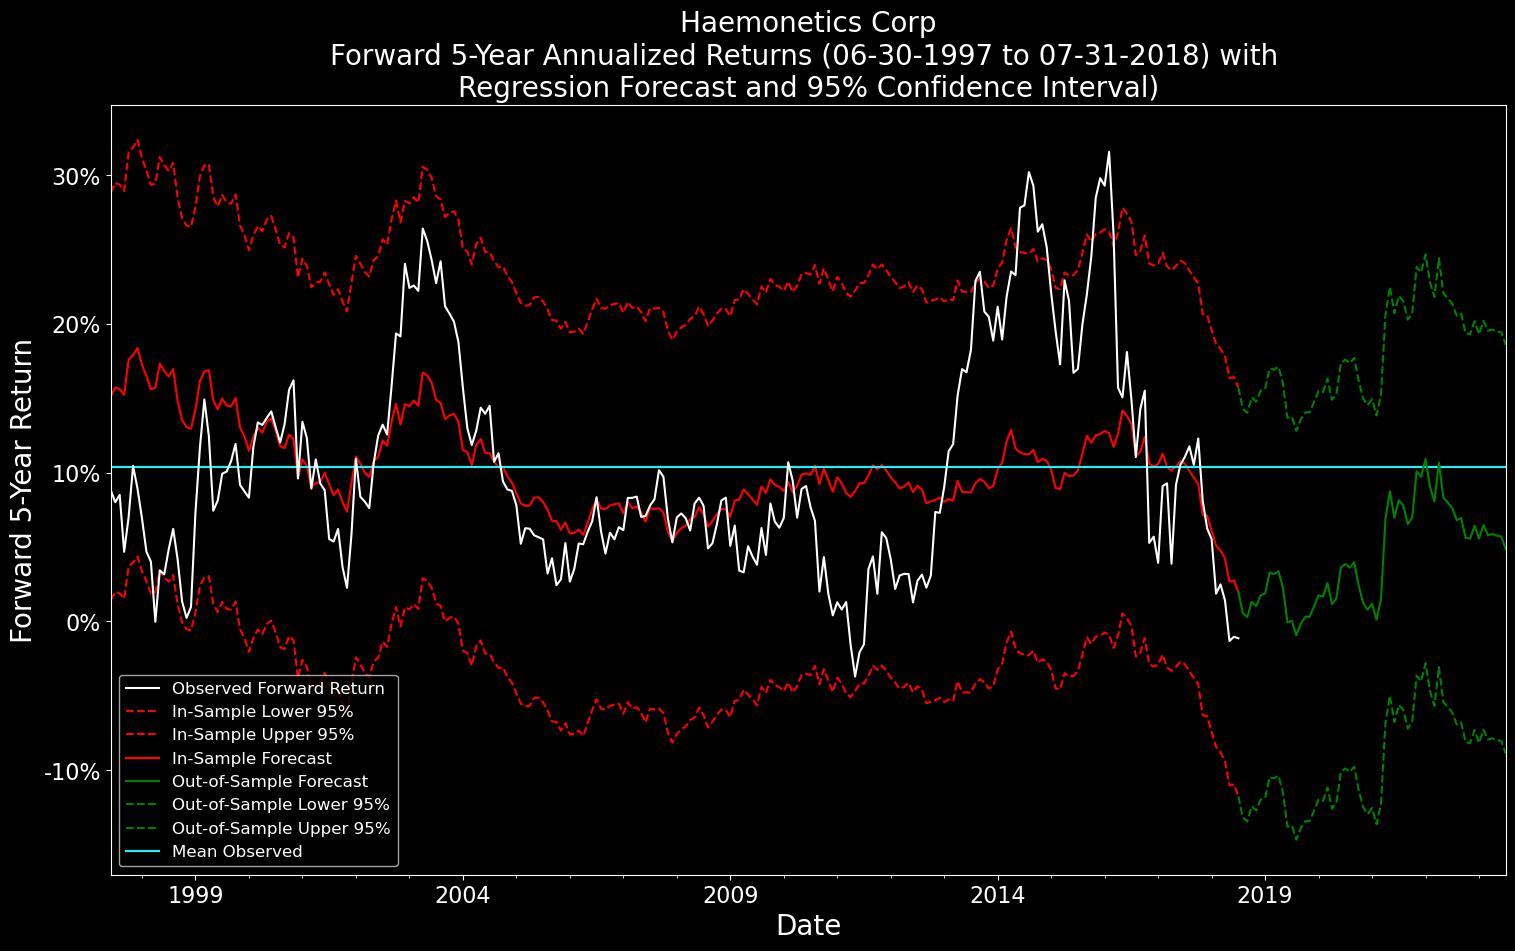 Haemonetics Corp
Forward 5-Year Annualized Returns (06-30-1997 to 07-31-2018) with
Regression Forecast and 95% Confidence Interval)
Forward 5-Year Return
30%
20%
10%
0%
-10%
Observed Forward Return
In-Sample Lower 95%
In-Sample Upper 95%
In-Sample Forecast
Out-of-Sample Forecast
Out-of-Sample Lower 95%
Out-of-Sample Upper 95%
Mean Observed
1999 2004 2009 2014 2019
Date